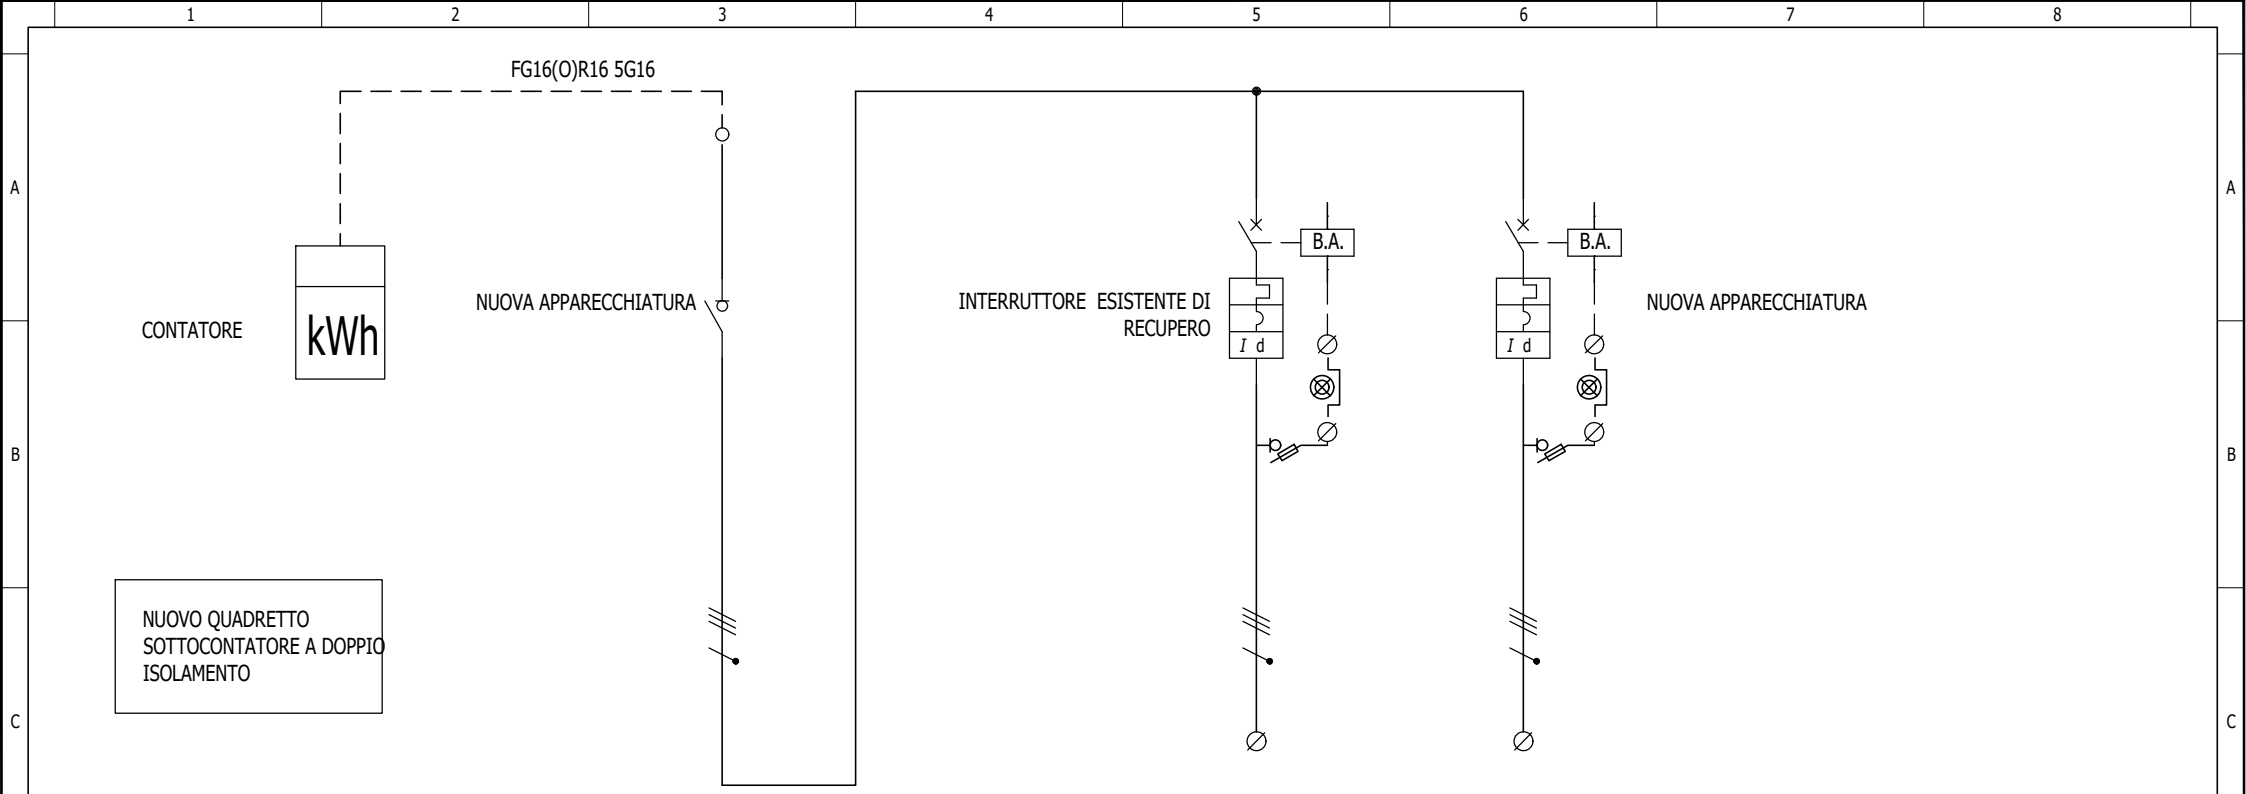 1 2 3 4 5 6 7 8
FG16(O)R16 5G16
A A
B.A. B.A.
NUOVA APPARECCHIATURA
INTERRUTTORE ESISTENTE DI
RECUPERO
NUOVA APPARECCHIATURA
CONTATORE
kWh
I d I d
B B
NUOVO QUADRETTO
SOTTOCONTATORE A DOPPIO
ISOLAMENTO
C C